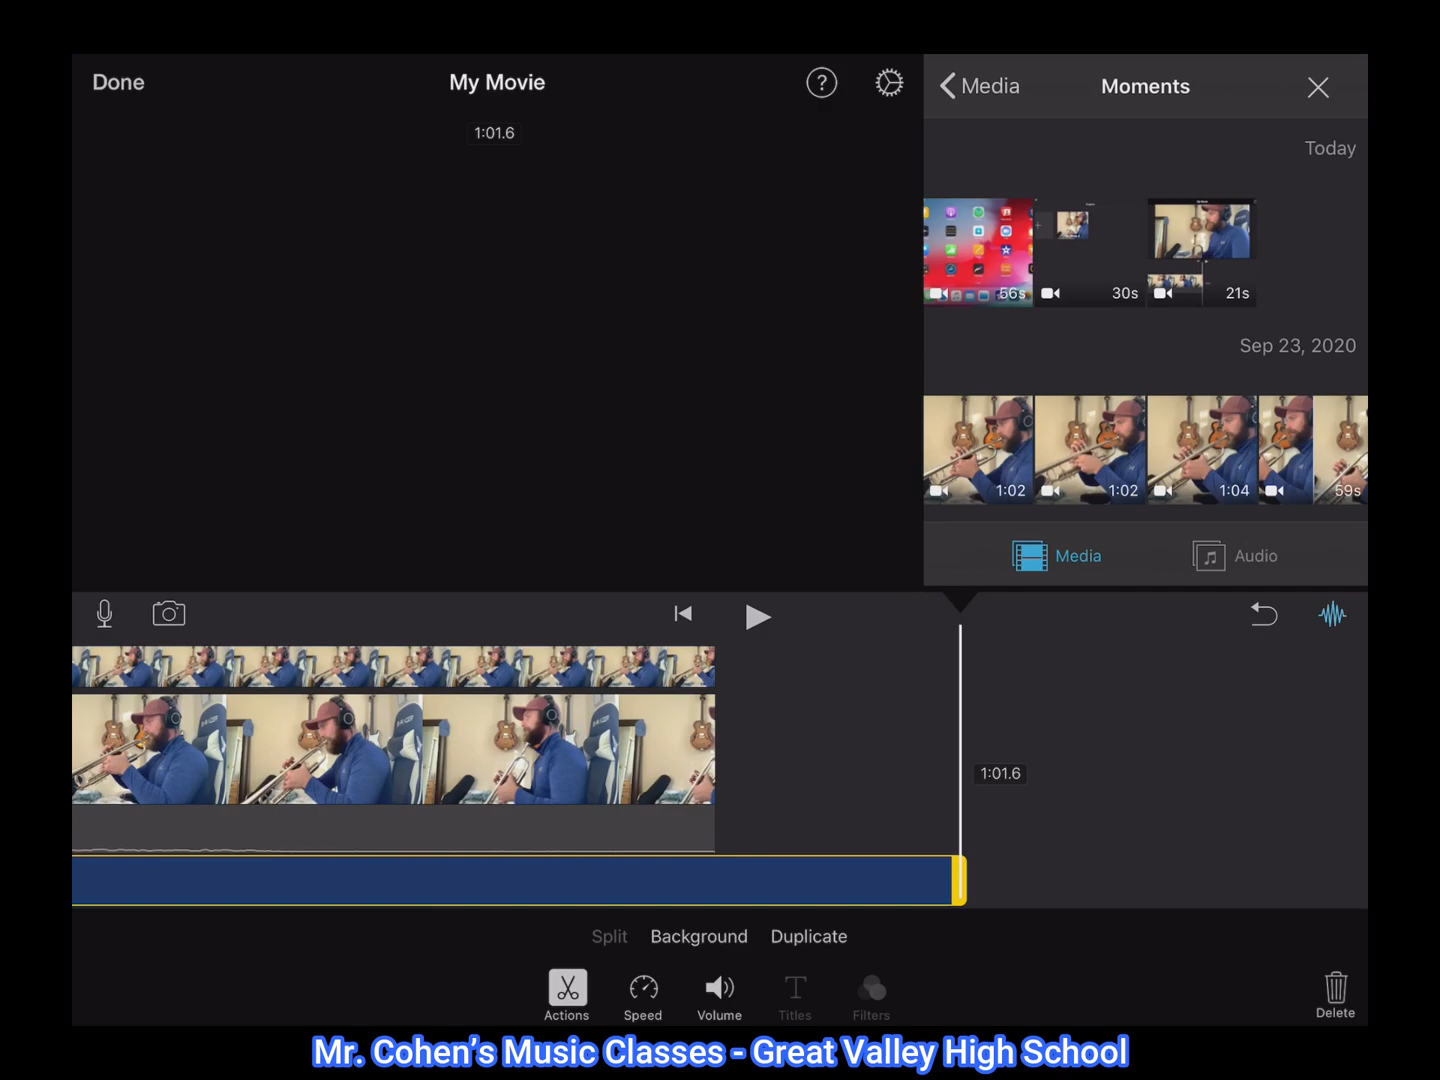 Done
My Movie
?
Media
Moments
1:01.6
Today
56s
30s
21s
Sep 23, 2020
1:02
1:02
1:04
59s
Media
Audio
1:01.6
Split
Background
Duplicate
Actions
Speed
Volume
Titles
Filters
Delete
Mr. Cohen’s Music Classes - Great Valley High School